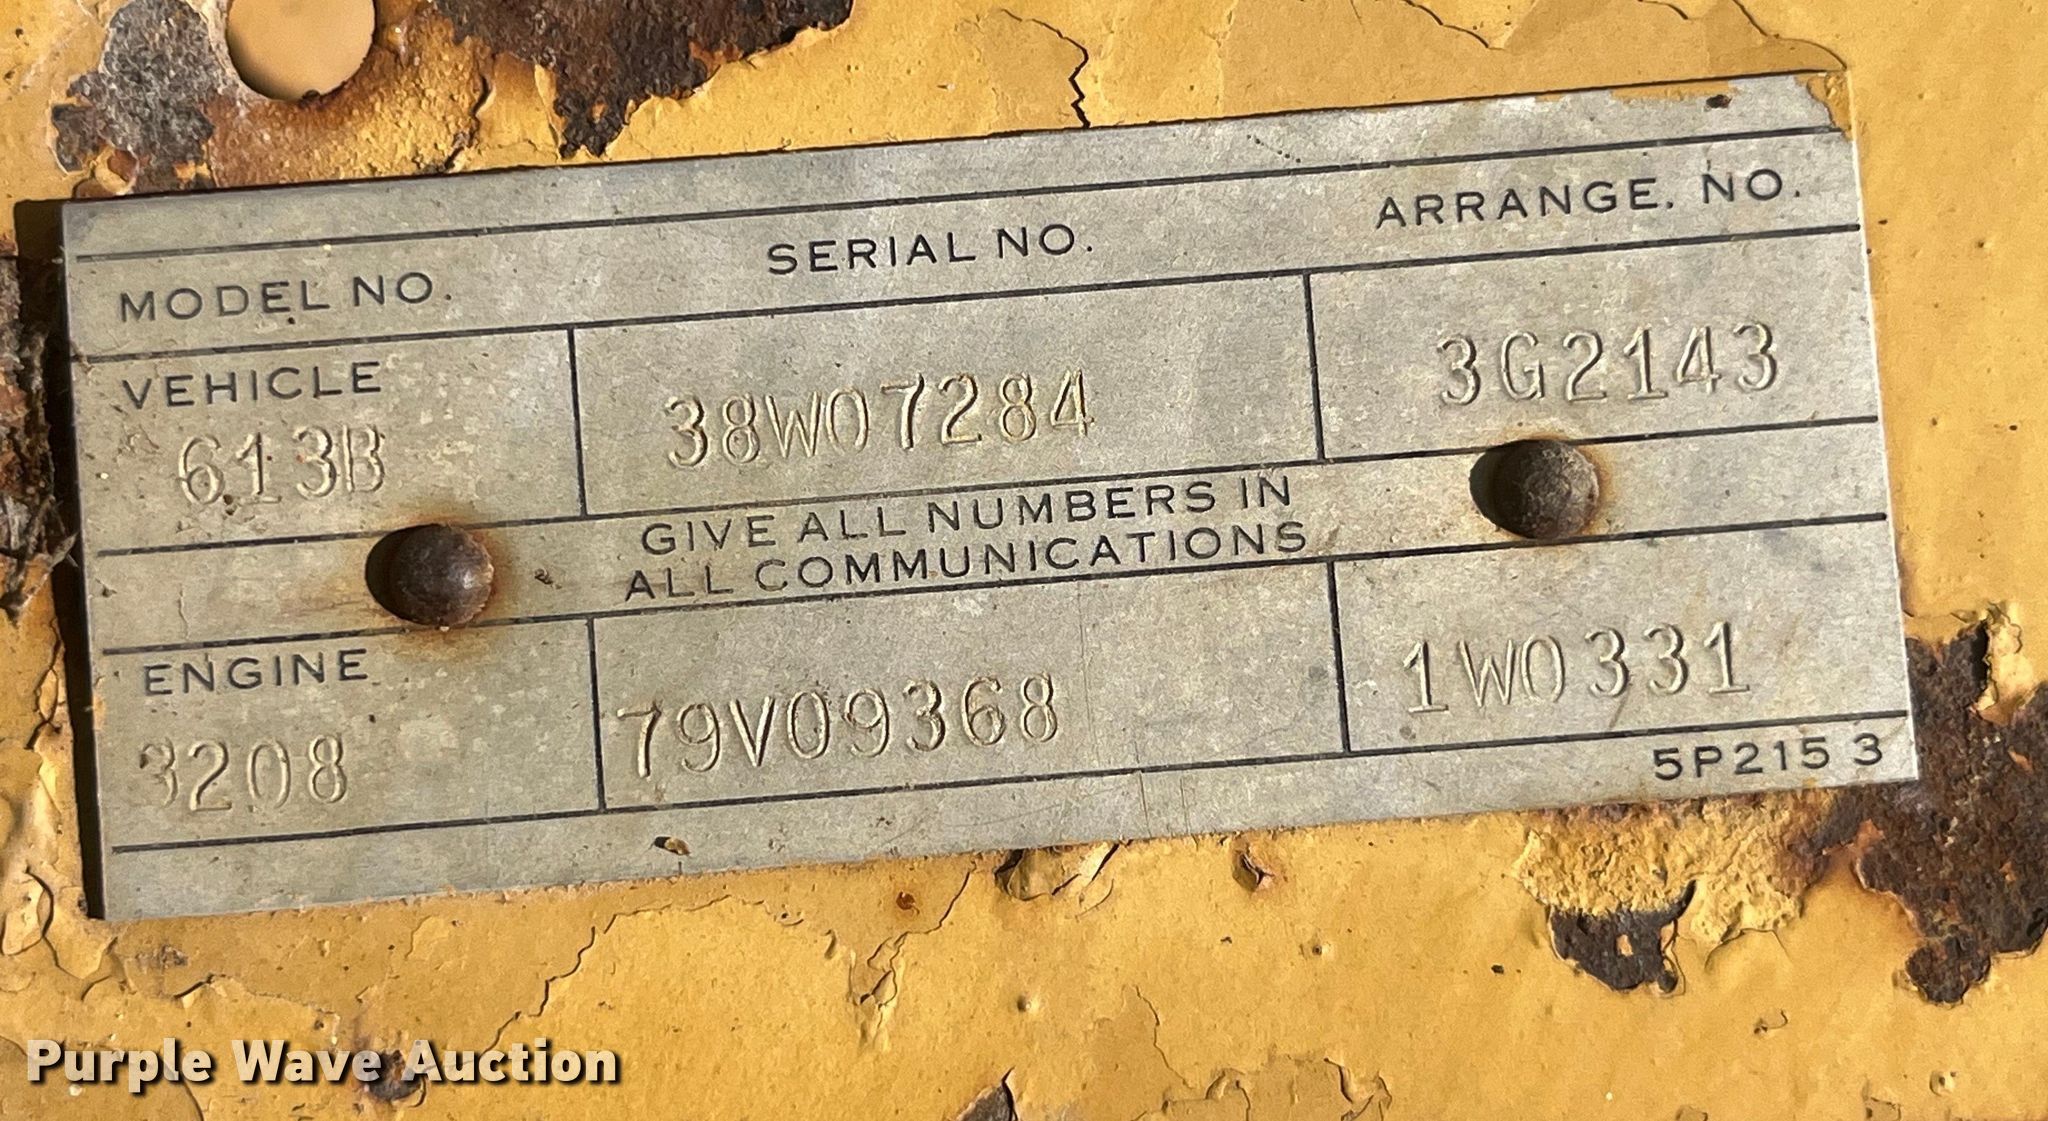 MODEL NO. SERIAL NO. ARRANGE. NO.
VEHICLE
613B 38W07284 3G2143
GIVE ALL NUMBERS IN
ALL COMMUNICATIONS
ENGINE
3208 79V09368 1W0331
5P215 3
Purple Wave Auction